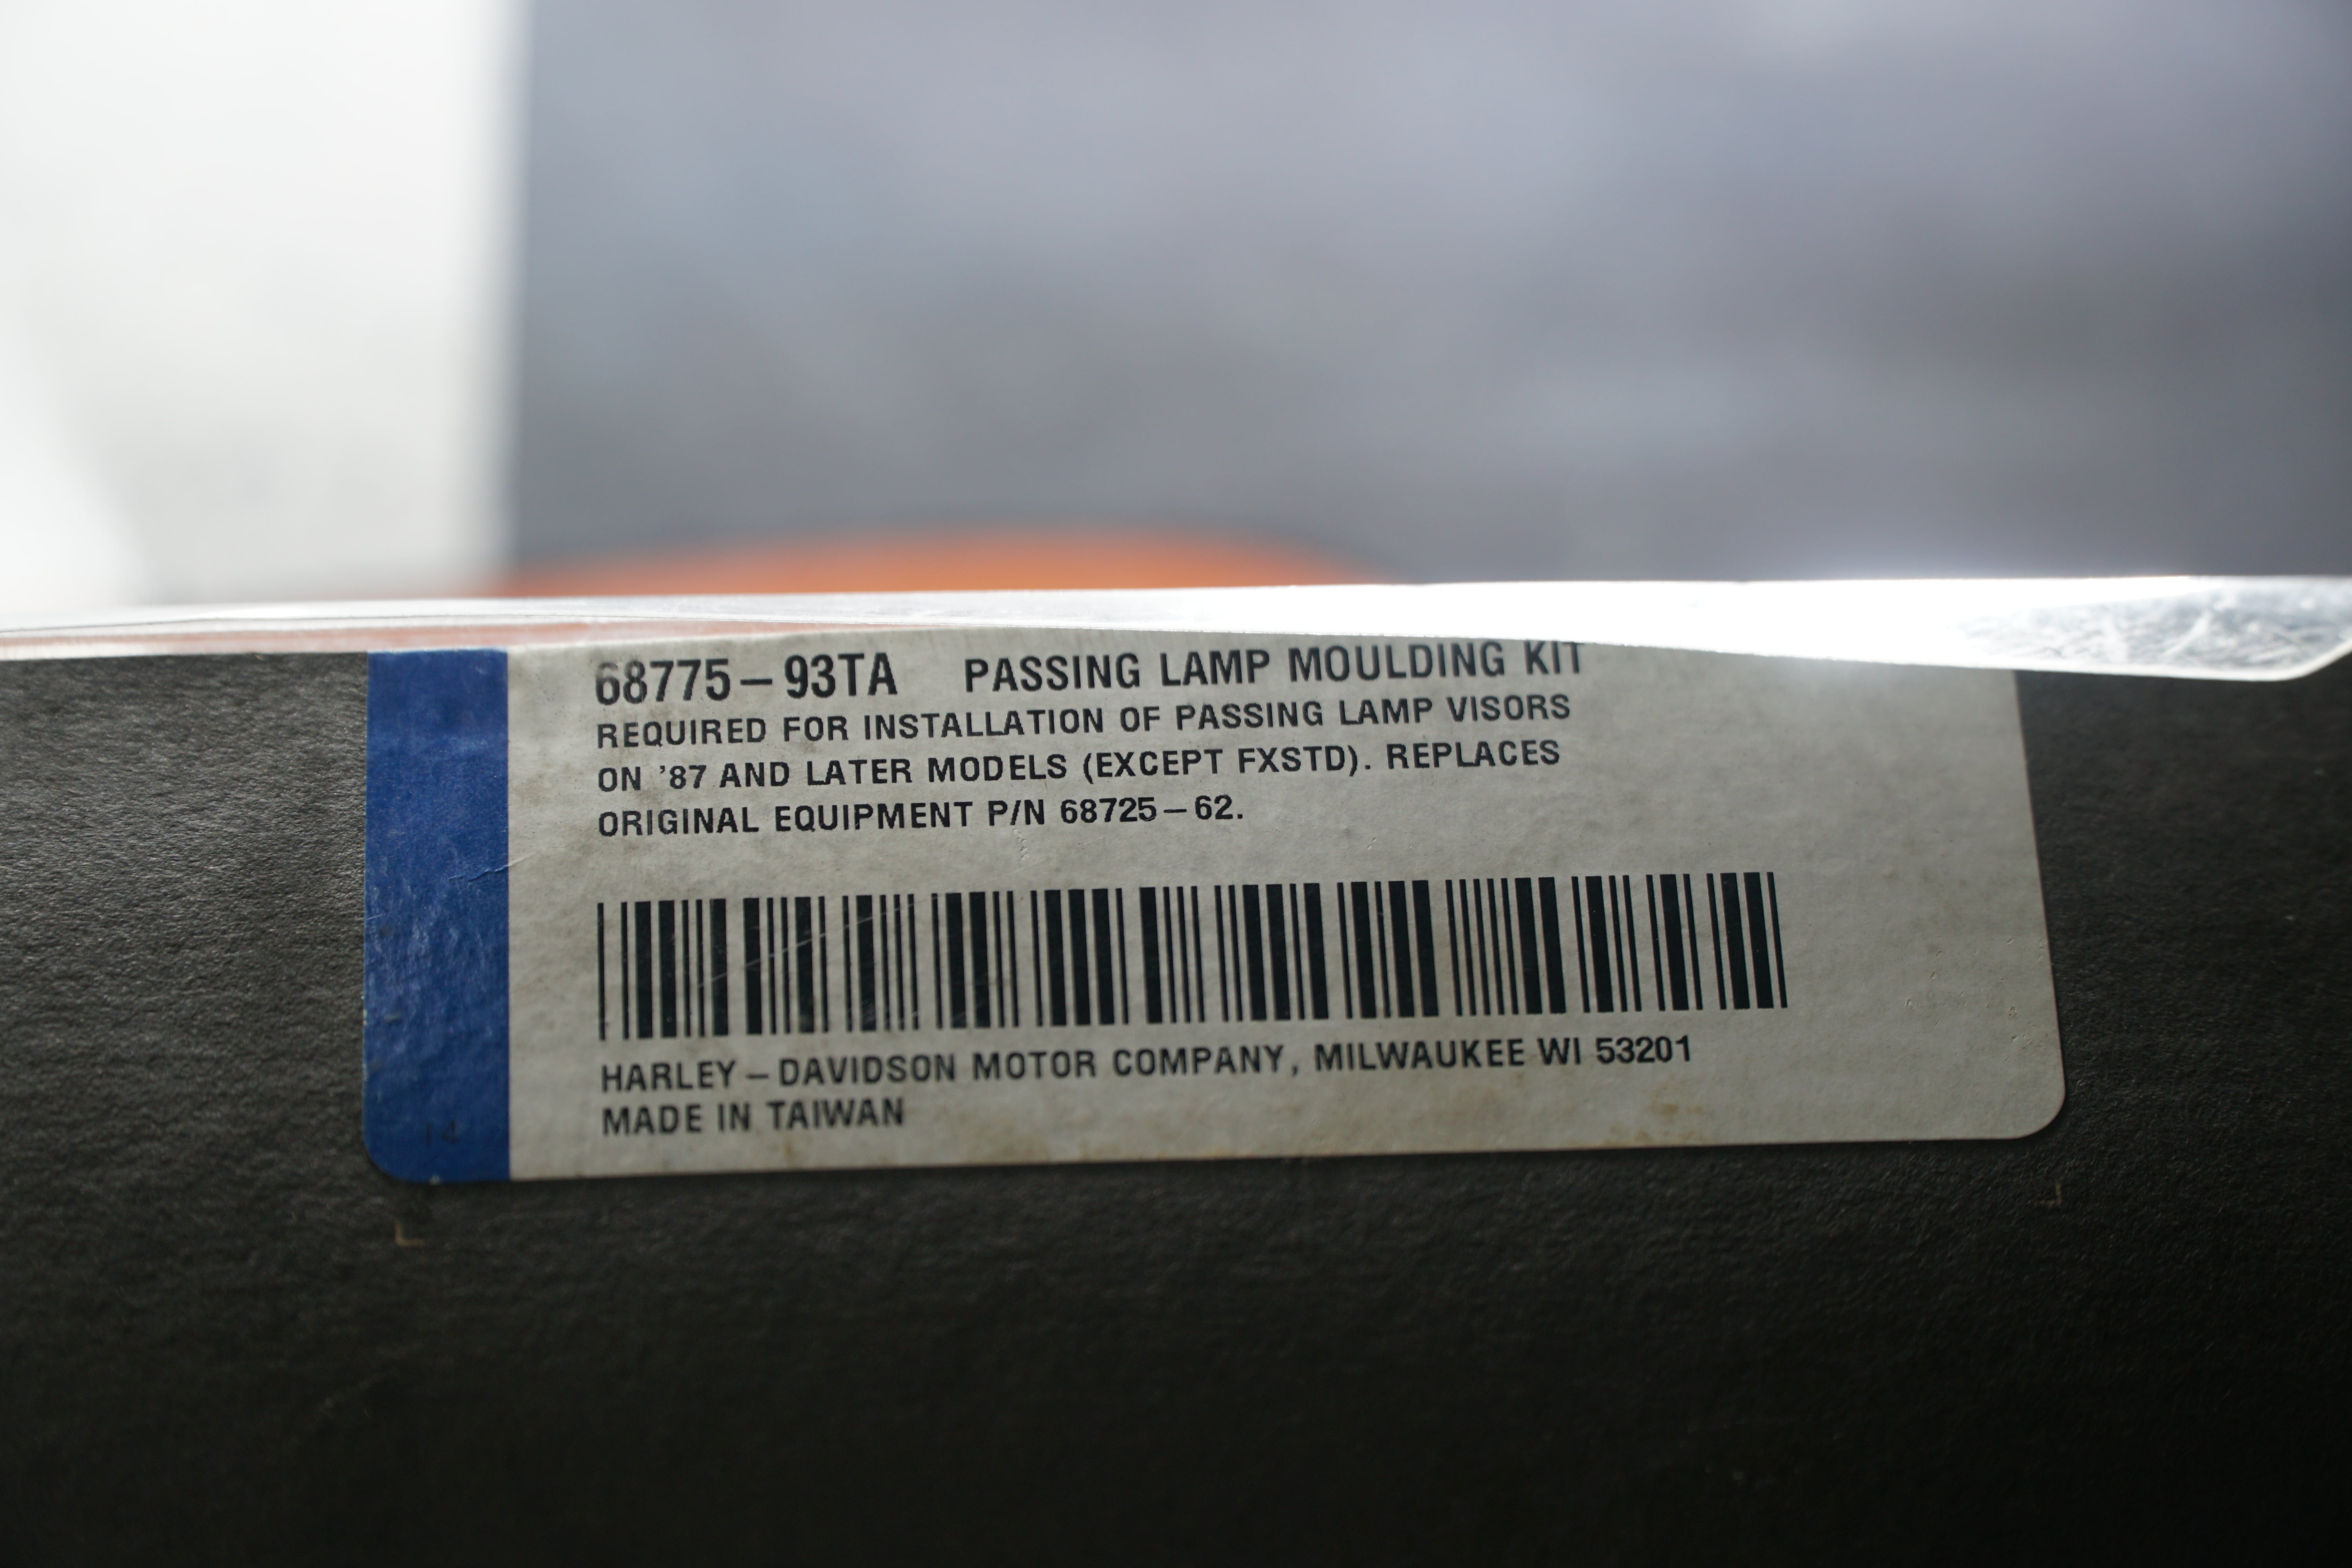 68775-93TA PASSING LAMP MOULDING KIT
REQUIRED FOR INSTALLATION OF PASSING LAMP VISORS
ON '87 AND LATER MODELS (EXCEPT FXSTD). REPLACES
ORIGINAL EQUIPMENT P/N 68725-62.
HARLEY-DAVIDSON MOTOR COMPANY, MILWAUKEE WI 53201
MADE IN TAIWAN
14